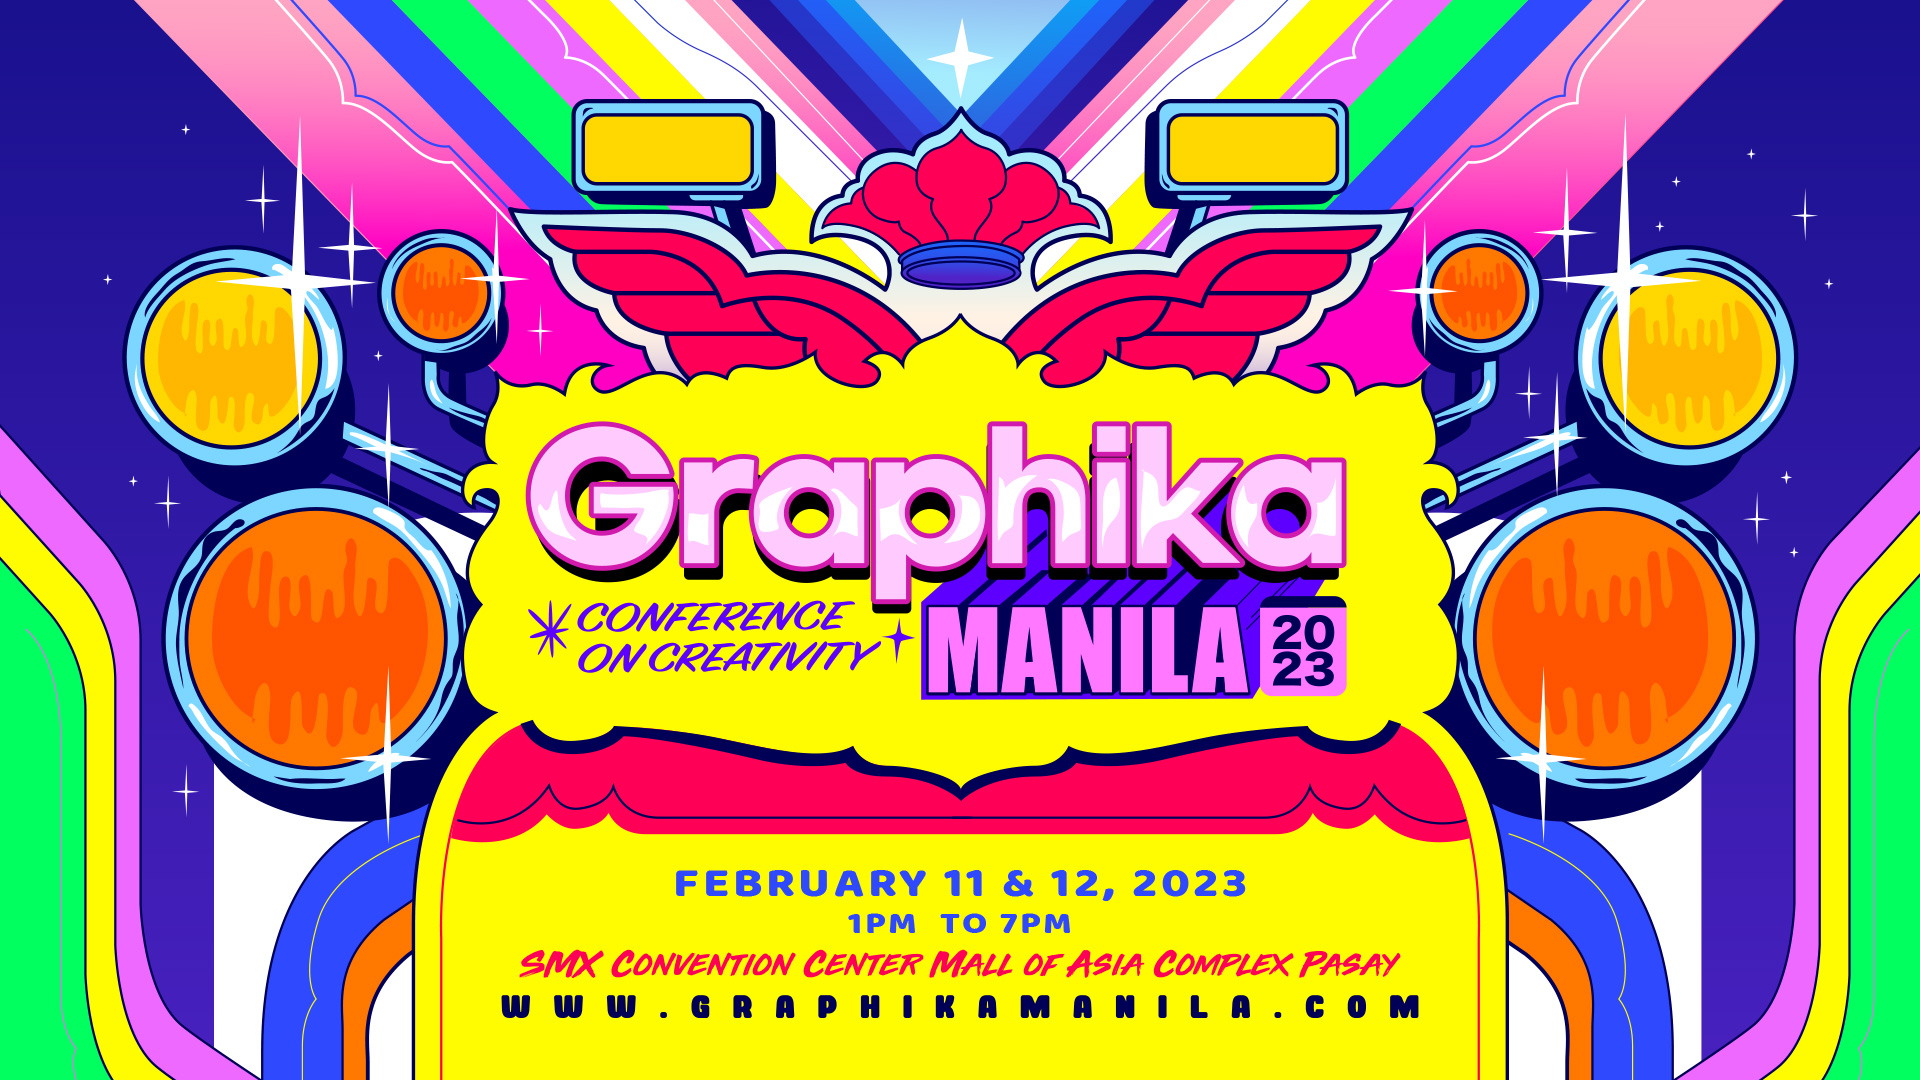 Graphika
CONFERENCE
ON CREATIVITY
MANILA
20
23
FEBRUARY 11 & 12, 2023
1PM TO 7PM
SMX CONVENTION CENTER MALL OF ASIA COMPLEX PASAY
WWW.GRAPHIKAMANILA.COM